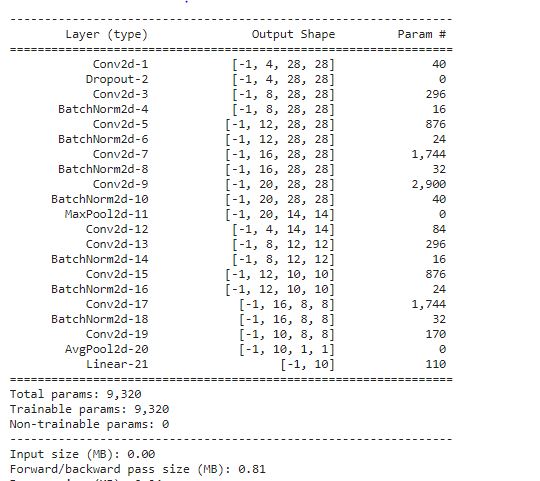 ----------------------------------------------------------------
Layer (type) Output Shape Param #
================================================================
Conv2d-1 [-1, 4, 28, 28] 40
Dropout-2 [-1, 4, 28, 28] 0
Conv2d-3 [-1, 8, 28, 28] 296
BatchNorm2d-4 [-1, 8, 28, 28] 16
Conv2d-5 [-1, 12, 28, 28] 876
BatchNorm2d-6 [-1, 12, 28, 28] 24
Conv2d-7 [-1, 16, 28, 28] 1,744
BatchNorm2d-8 [-1, 16, 28, 28] 32
Conv2d-9 [-1, 20, 28, 28] 2,900
BatchNorm2d-10 [-1, 20, 28, 28] 40
MaxPool2d-11 [-1, 20, 14, 14] 0
Conv2d-12 [-1, 4, 14, 14] 84
Conv2d-13 [-1, 8, 12, 12] 296
BatchNorm2d-14 [-1, 8, 12, 12] 16
Conv2d-15 [-1, 12, 10, 10] 876
BatchNorm2d-16 [-1, 12, 10, 10] 24
Conv2d-17 [-1, 16, 8, 8] 1,744
BatchNorm2d-18 [-1, 16, 8, 8] 32
Conv2d-19 [-1, 10, 8, 8] 170
AvgPool2d-20 [-1, 10, 1, 1] 0
Linear-21 [-1, 10] 110
================================================================
Total params: 9,320
Trainable params: 9,320
Non-trainable params: 0
----------------------------------------------------------------
Input size (MB): 0.00
Forward/backward pass size (MB): 0.81